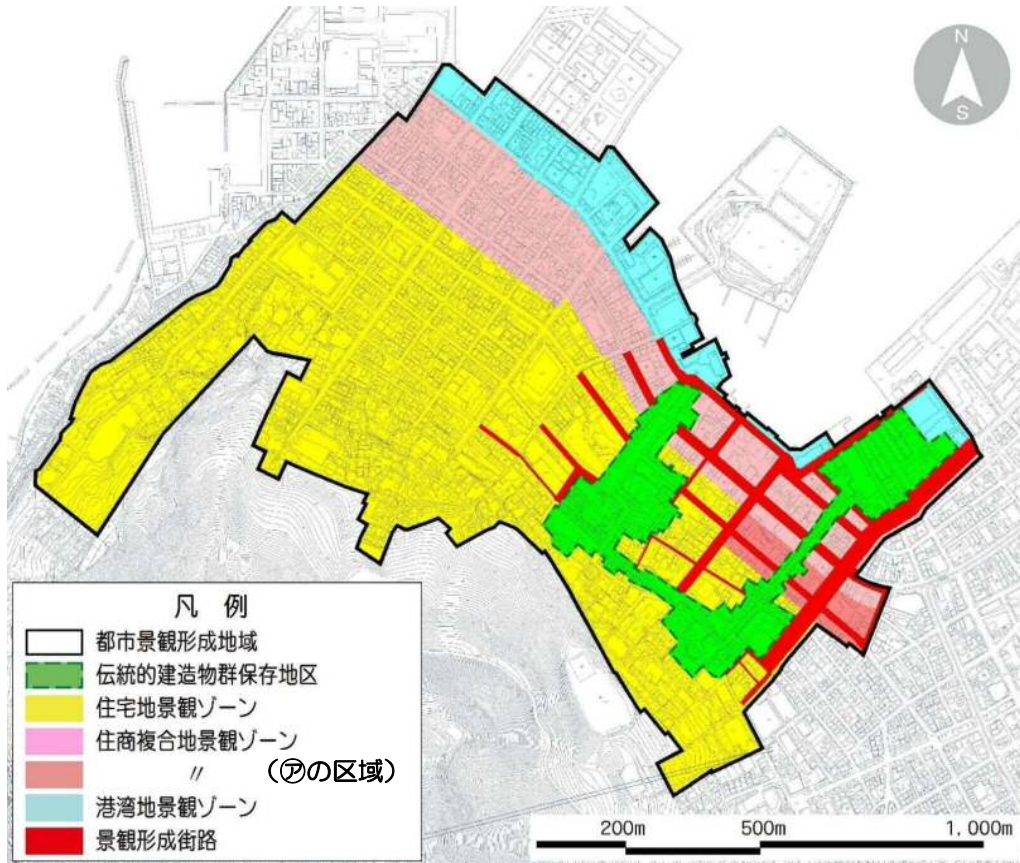 N
S
凡 例
都市景観形成地域
伝統的建造物群保存地区
住宅地景観ゾーン
住商複合地景観ゾーン
〃 (㋐の区域)
港湾地景観ゾーン
景観形成街路
200m 500m 1.000m